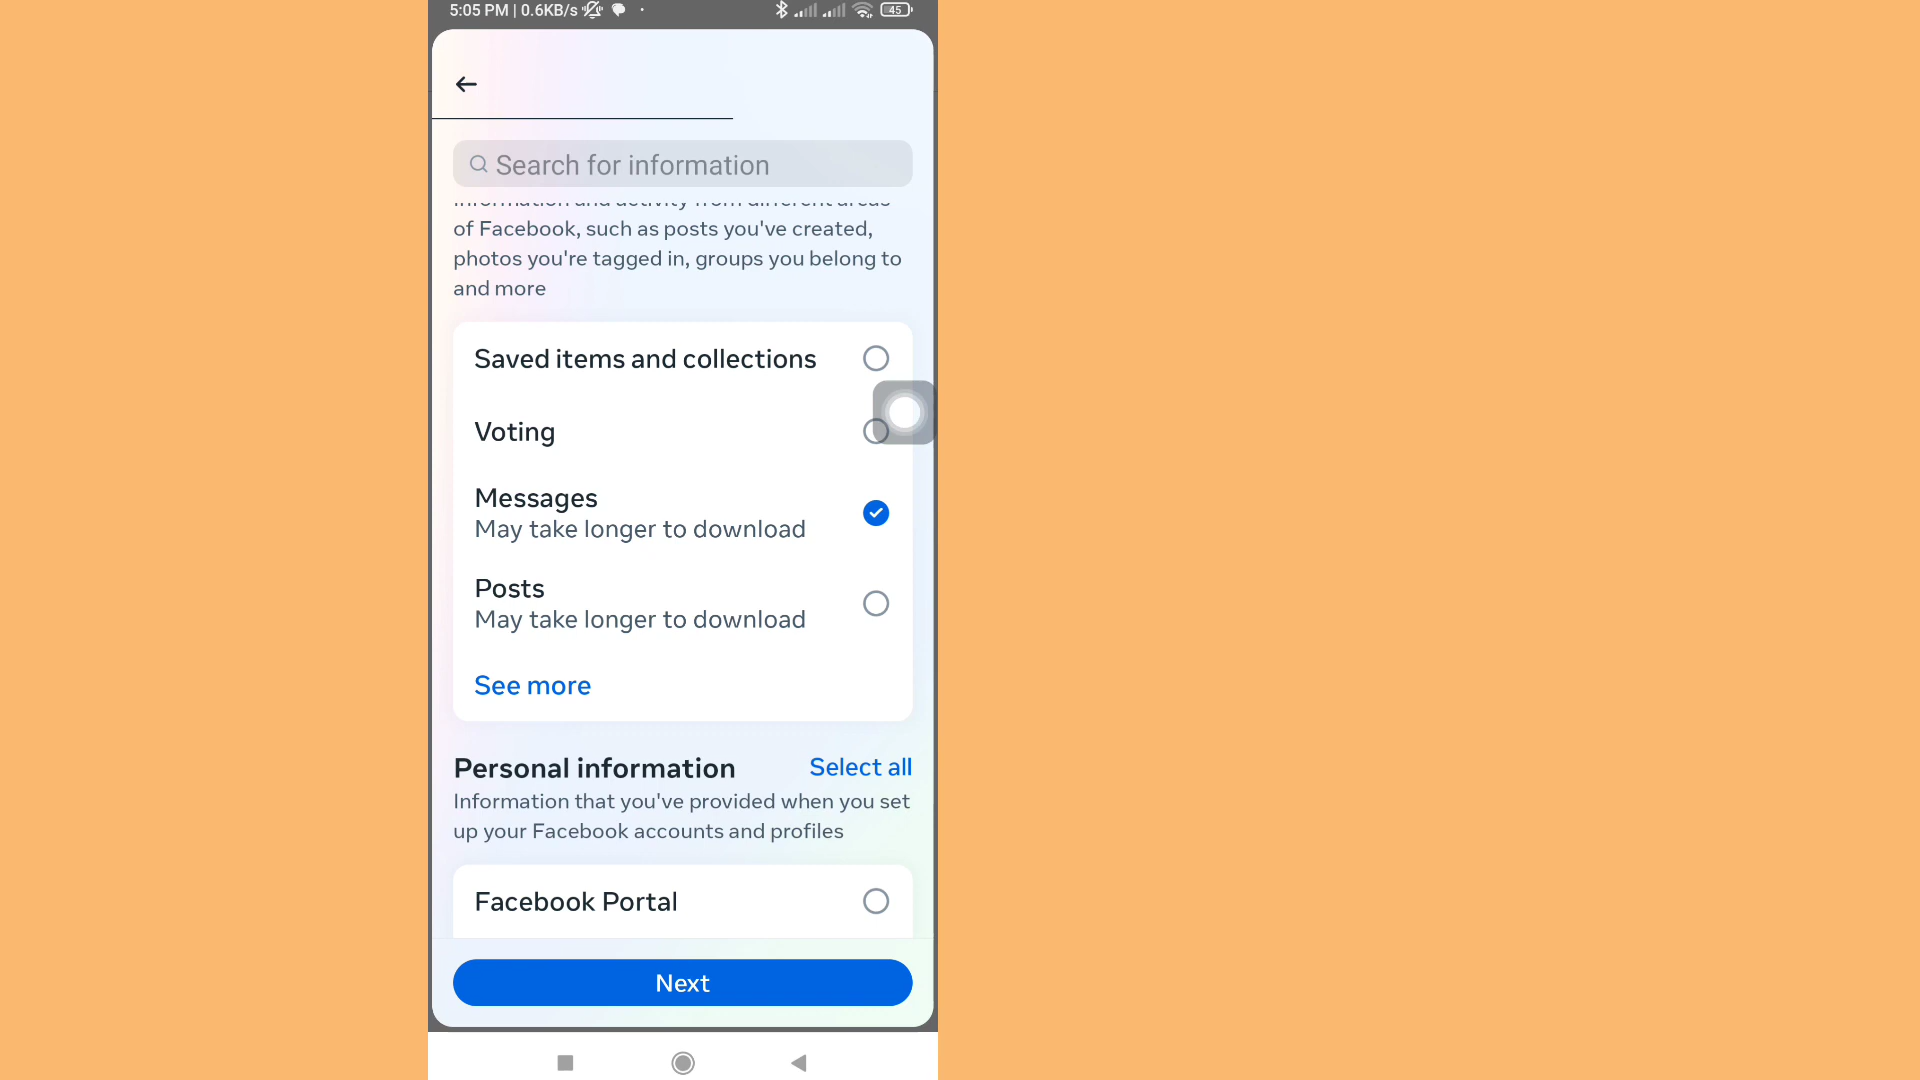 5:05 PM | 0.6KB/s
45
Search for information
Information and activity from different areas
of Facebook, such as posts you've created,
photos you're tagged in, groups you belong to
and more
Saved items and collections
Voting
Messages
May take longer to download
Posts
May take longer to download
See more
Personal information
Select all
Information that you've provided when you set
up your Facebook accounts and profiles
Facebook Portal
Next